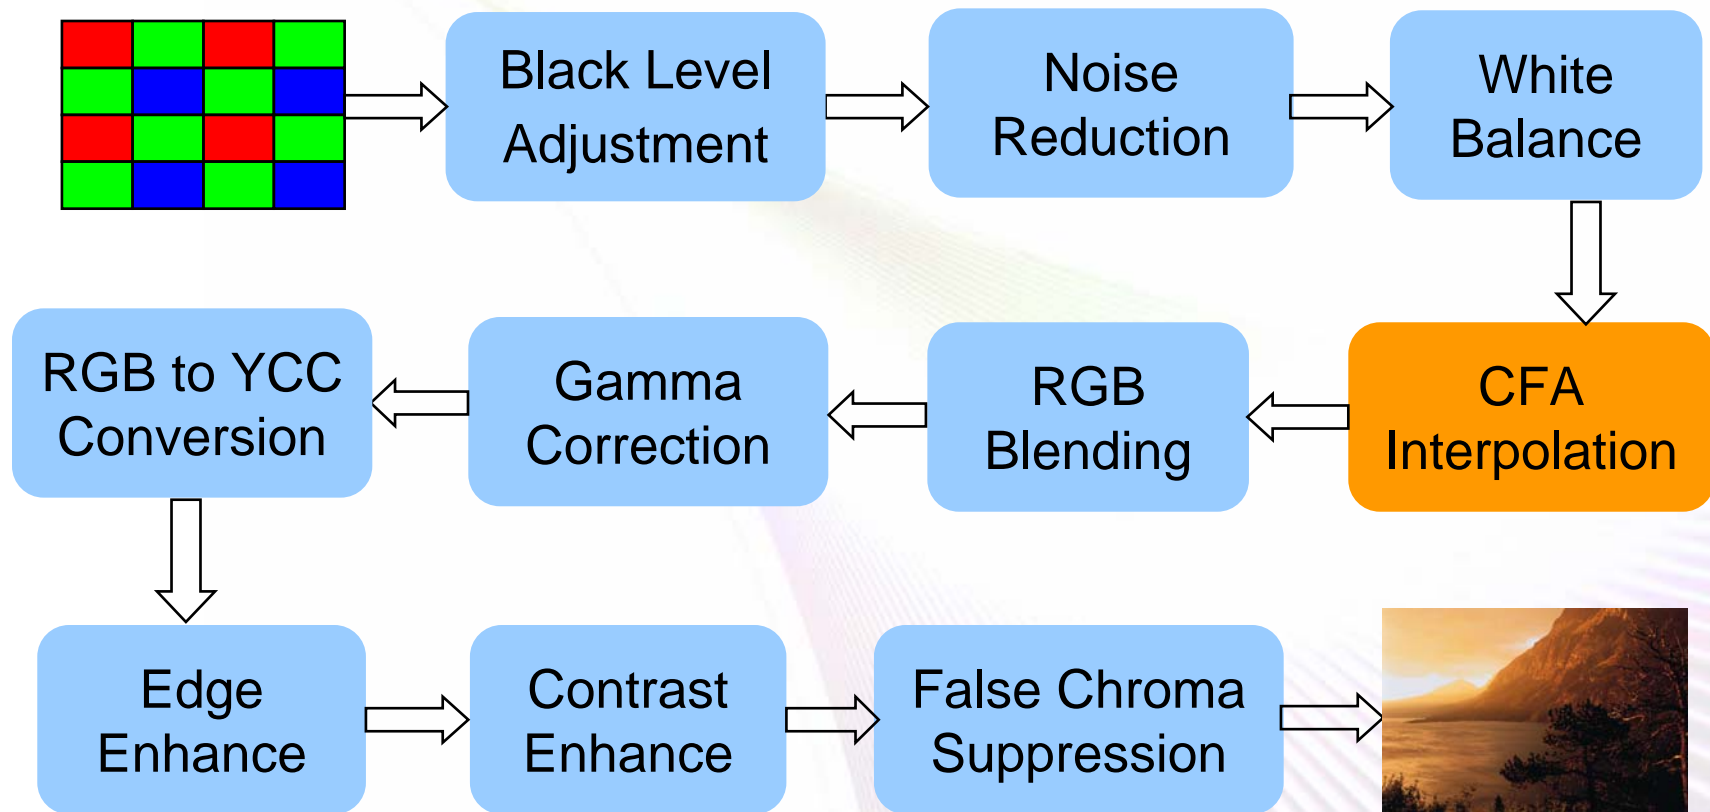 Black Level
Adjustment
Noise
Reduction
White
Balance
CFA
Interpolation
RGB
Blending
Gamma
Correction
RGB to YCC
Conversion
Edge
Enhance
Contrast
Enhance
False Chroma
Suppression